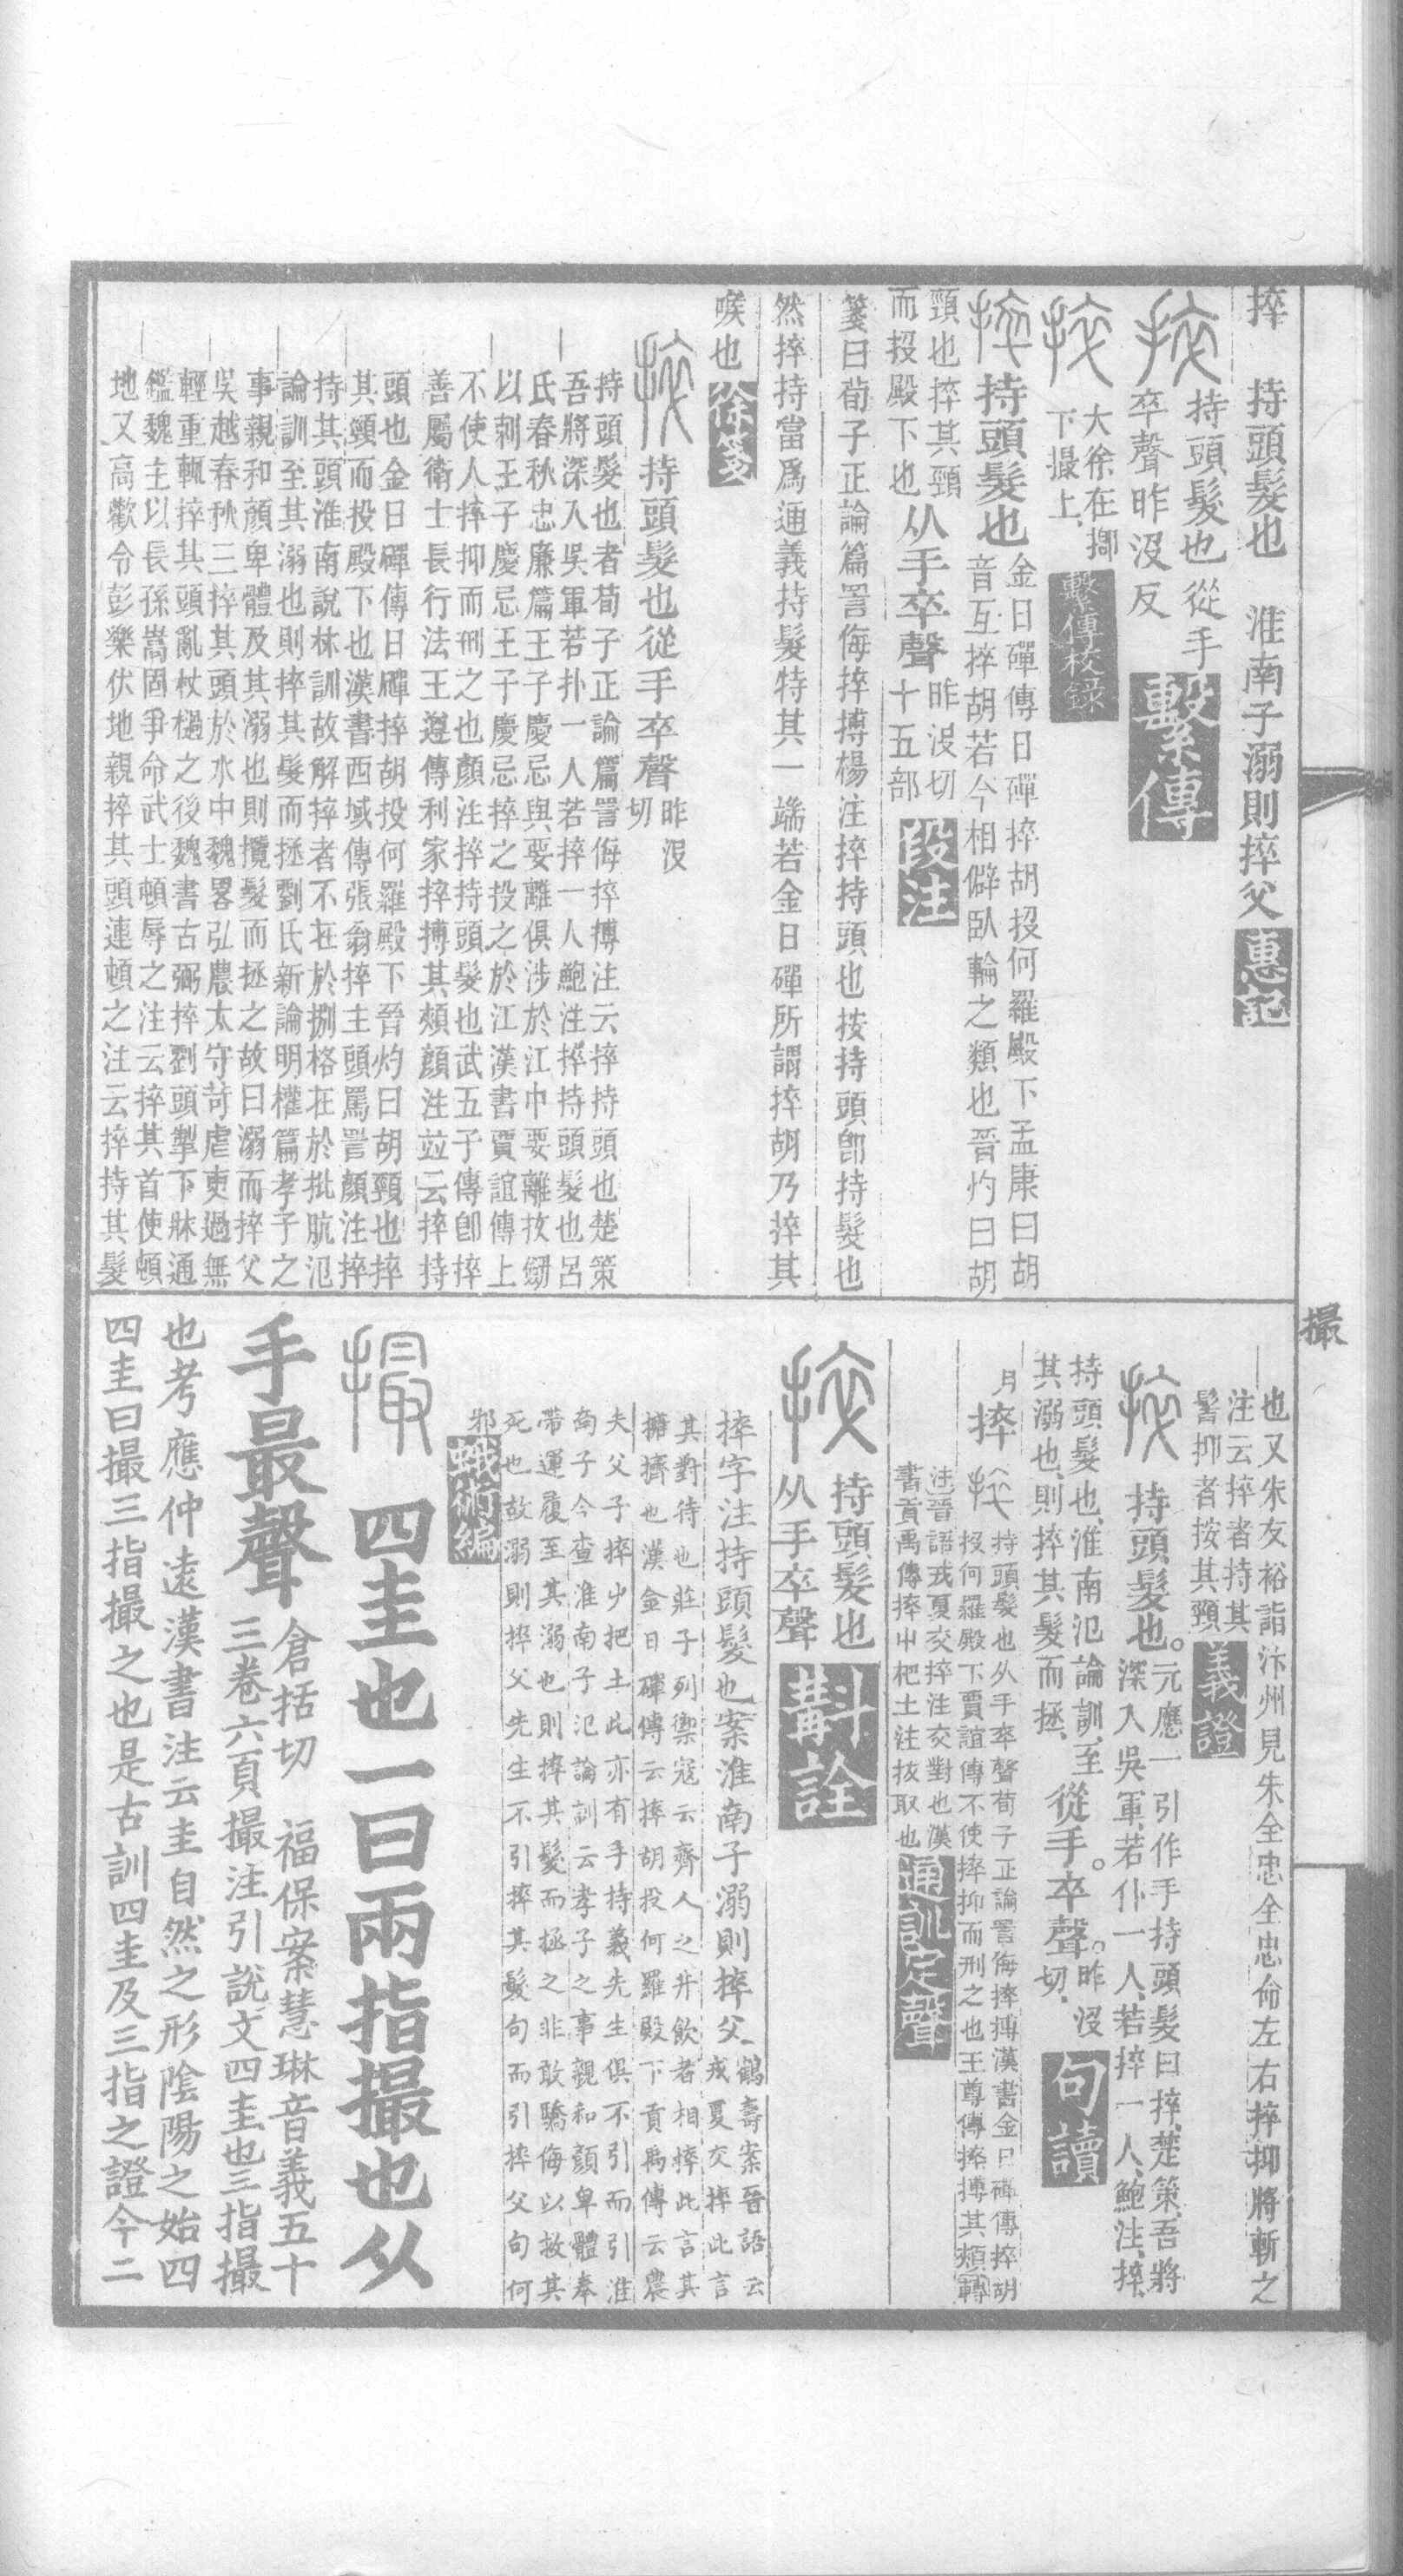 捽　持頭髮也　淮南子溺則捽父　惠記
持頭髮也從手
卒聲昨沒反　繫傳
大徐在㨷
下撮上　繫傳校錄
持頭髮也
金日磾傳日磾捽胡投何羅殿下孟康曰胡
音互捽胡若今相僻臥輪之類也晉灼曰胡
頸也捽其頸
而投殿下也
从手卒聲
昨沒切
十五部　段注
箋曰荀子正論篇詈侮捽搏楊注捽持頭也按持頭卽持髮也
然捽持當爲通義持髮特其一端若金日磾所謂捽胡乃捽其
喉也　徐箋
持頭髮也從手卒聲
昨沒
切
持頭髮也者荀子正論篇詈侮捽搏注云捽持頭也楚策
吾將深入吳軍若扑一人若捽一人鮑注捽持頭髮也呂
氏春秋忠廉篇王子慶忌與要離俱涉於江中要離拔劒
以刺王子慶忌王子慶忌捽之投之於江漢書賈誼傳上
不使人捽抑而刑之也顏注捽持頭髮也武五子傳卽捽
善屬衛士長行法王遵傳利家捽搏其頰顏注竝云捽持
頭也金日磾傳日磾捽胡投何羅殿下晉灼曰胡頸也捽
其頸而投殿下也漢書西域傳張翁捽主頭罵詈顏注捽
持其頭淮南說林訓故解捽者不在於捌格在於批扻氾
論訓至其溺也則捽其髮而拯劉氏新論明權篇孝子之
事親和顏卑體及其溺也則攬髮而拯之故曰溺而捽父
吳越春秋三捽其頭於水中魏畧弘農太守苛虐吏過無
輕重輒捽其頭亂杖檛之後魏書古弼捽劉頭掣下牀通
鑑魏主以長孫嵩固爭命武士頓辱之注云捽其首使頓
地又高歡令彭樂伏地親捽其頭連頓之注云捽持其髮
撮
也又朱友裕詣汴州見朱全忠全忠命左右捽抑將斬之
注云捽者持其
髻抑者按其頸　義證
持頭髮也。
元應一引作手持頭髮曰捽、楚策、吾將
深入吳軍、若仆一人、若捽一人、鮑注、捽、
持頭髮也、淮南氾論訓、至
其溺也、則捽其髮而拯、
從手。卒聲。
昨沒
切、　句讀
月捽
持頭髮也从手卒聲荀子正論詈侮捽搏漢書金日磾傳捽胡
投何羅殿下賈誼傳不使捽抑而刑之也王尊傳捽搏其頰轉
注晉語戎夏交捽注交對也漢
書貢禹傳捽屮杷土注拔取也　通訓定聲
持頭髮也
从手卒聲　斠詮
捽字注持頭髮也案淮南子溺則捽父
鶴壽案晉語云
戎夏交捽此言
其對待也莊子列禦寇云齊人之井飲者相捽此言其
擁擠也漢金日磾傳云捽胡投何羅殿下貢禹傳云農
夫父子捽屮把土此亦有手持義先生俱不引而引淮
南子今查淮南子氾論訓云孝子之事親和顏卑體奉
帶運履至其溺也則捽其髮而拯之非敢驕侮以救其
死也故溺則捽父先生不引捽其髮句而引捽父句何
邪　蛾術編
四圭也一曰兩指撮也从
手最聲
倉括切　福保案慧琳音義五十
三卷六頁撮注引說文四圭也三指撮
也考應仲遠漢書注云圭自然之形陰陽之始四
四圭曰撮三指撮之也是古訓四圭及三指之證今二